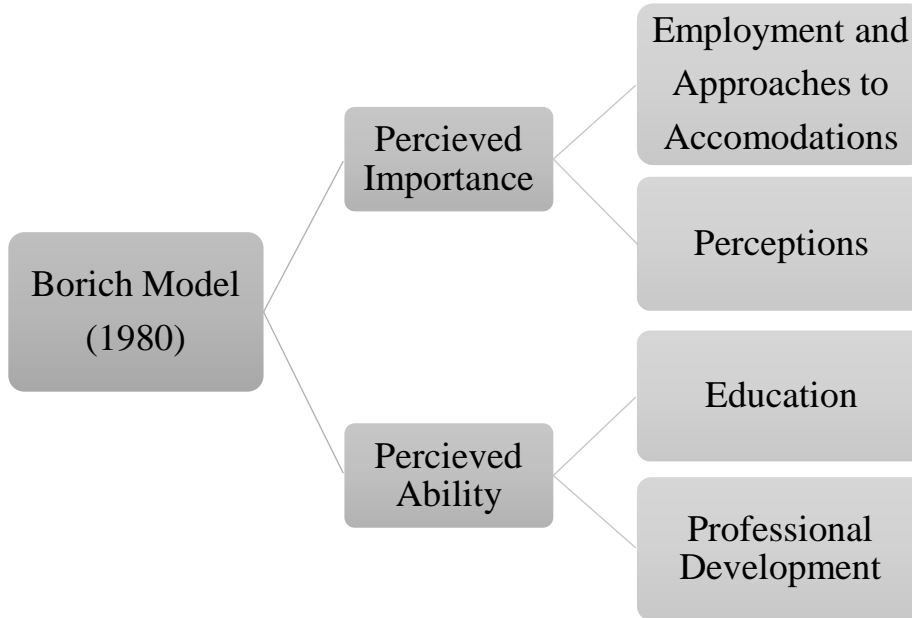 Borich Model
(1980)
Percieved
Importance
Employment and
Approaches to
Accomodations
Perceptions
Percieved
Ability
Education
Professional
Development